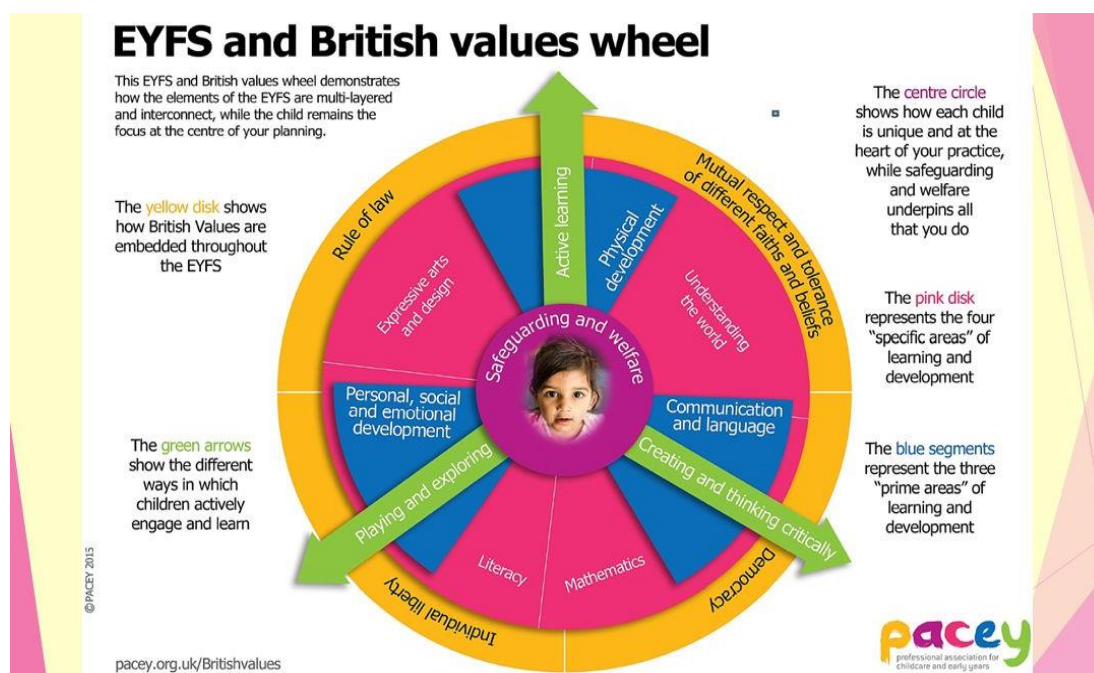 EYFS and British values wheel
This EYFS and British values wheel demonstrates
how the elements of the EYFS are multi-layered
and interconnect, while the child remains the
focus at the centre of your planning.
The yellow disk shows
how British Values are
embedded throughout
the EYFS
The green arrows
show the different
ways in which
children actively
engage and learn
Rule of law
Mutual respect and tolerance
of different faiths and beliefs
Democracy
Individual liberty
Active learning
Physical
development
Expressive arts
and design
Understanding
the world
Safeguarding and welfare
Personal, social
and emotional
development
Communication
and language
Playing and exploring
Creating and thinking critically
Literacy
Mathematics
The centre circle
shows how each child
is unique and at the
heart of your practice,
while safeguarding
and welfare
underpins all
that you do
The pink disk
represents the four
“specific areas” of
learning and
development
The blue segments
represent the three
“prime areas” of
learning and
development
©PACEY 2015
pacey.org.uk/Britishvalues
pacey
professional association for
childcare and early years